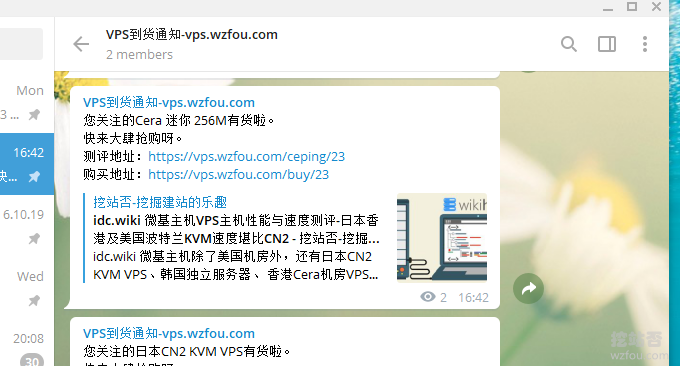 VPS到货通知-vps.wzfou.com
2 members
Mon
3 ...
16:42
快...
6.10.19
Wed
20:08
30
VPS到货通知-vps.wzfou.com
您关注的Cera 迷你 256M有货啦。
快来大肆抢购呀。
测评地址：https://vps.wzfou.com/ceping/23
购买地址：https://vps.wzfou.com/buy/23
挖站否-挖掘建站的乐趣
idc.wiki 微基主机VPS主机性能与速度测评-日本香
港及美国波特兰KVM速度堪比CN2 - 挖站否-挖掘...
idc.wiki 微基主机除了美国机房外，还有日本CN2
KVM VPS、韩国独立服务器、 香港Cera机房VPS...
wikih
2 16:42
VPS到货通知-vps.wzfou.com
您关注的日本CN2 KVM VPS有货啦。
挖站否
wzfou.com